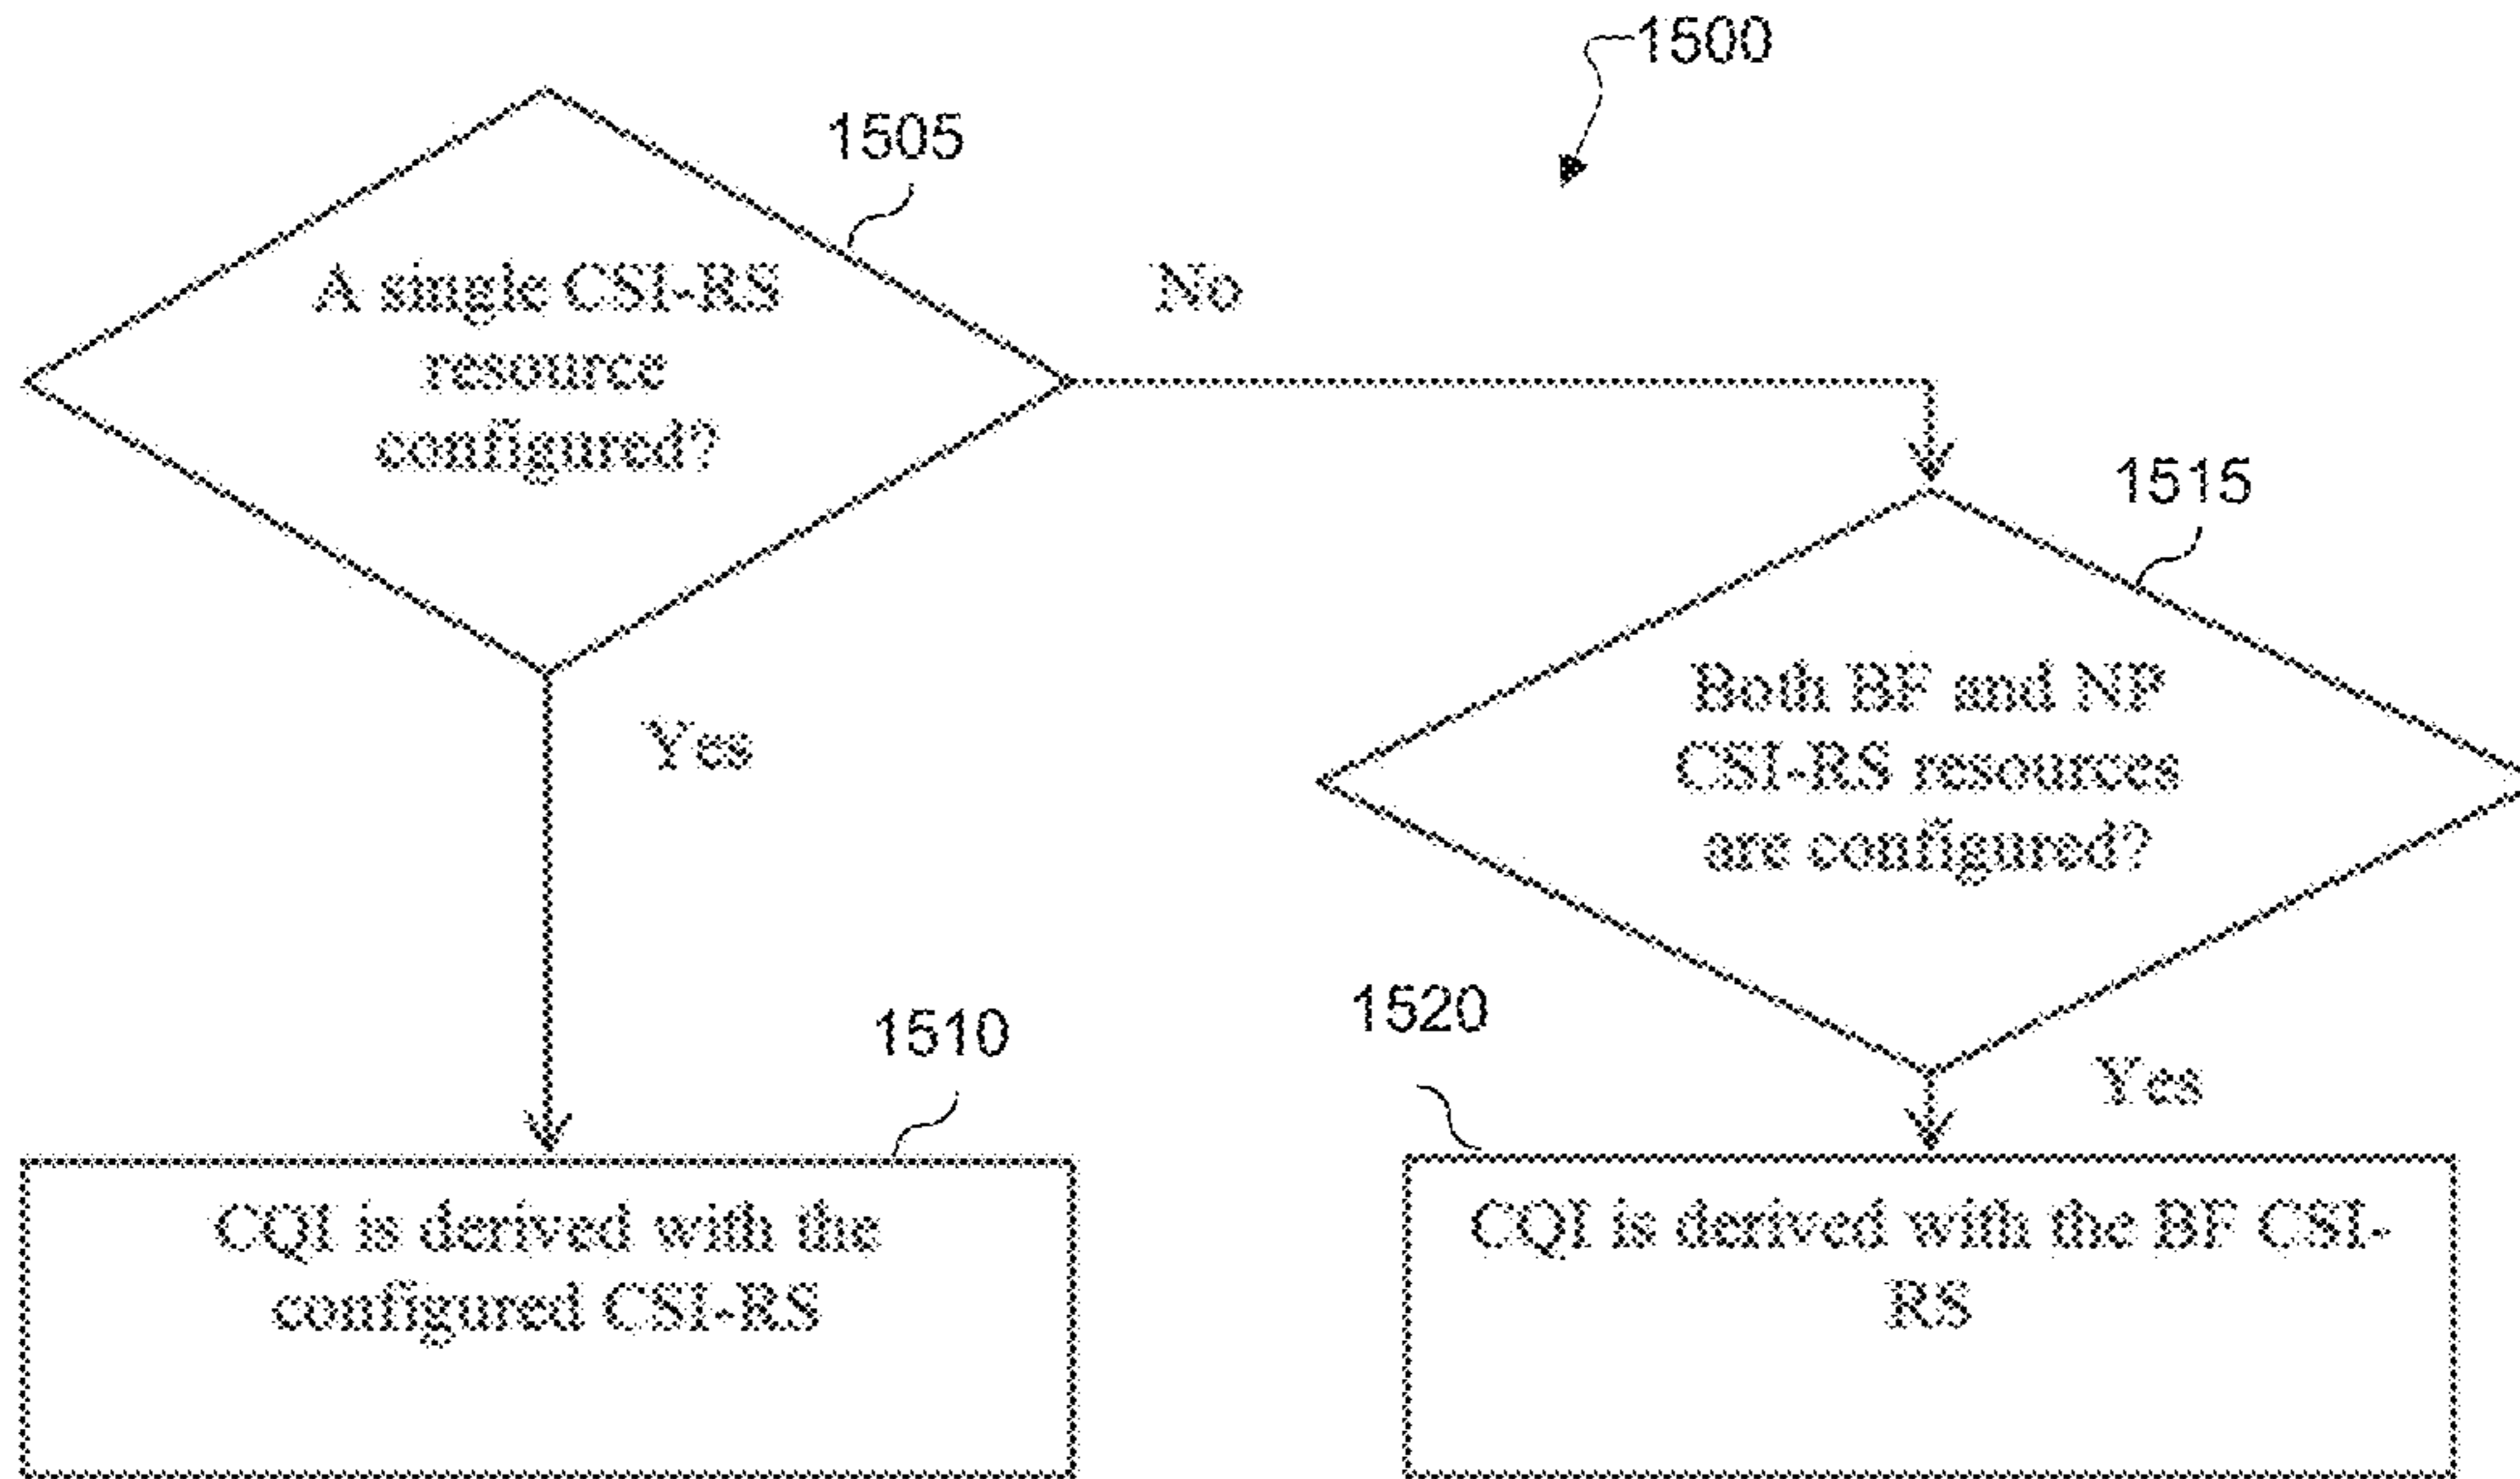 1500
1505
A single CSI-RS
resource
configured?
No
1515
Both BF and NP
CSI-RS resources
are configured?
Yes
Yes
1510
CQI is derived with the
configured CSI-RS
1520
CQI is derived with the BF CSI-
RS